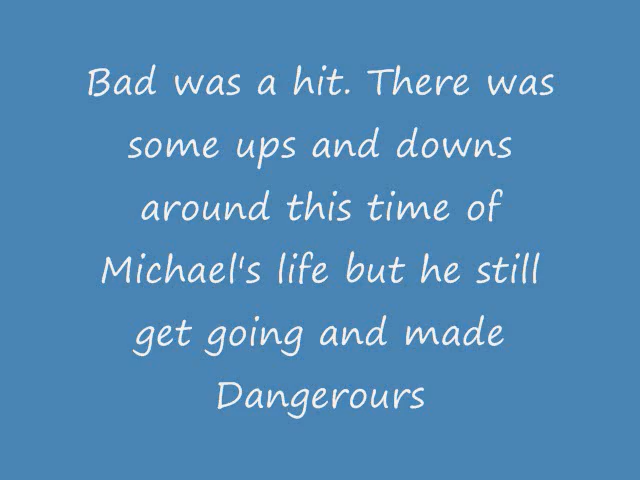 Bad was a hit. There was
some ups and downs
around this time of
Michael's life but he still
get going and made
Dangerours